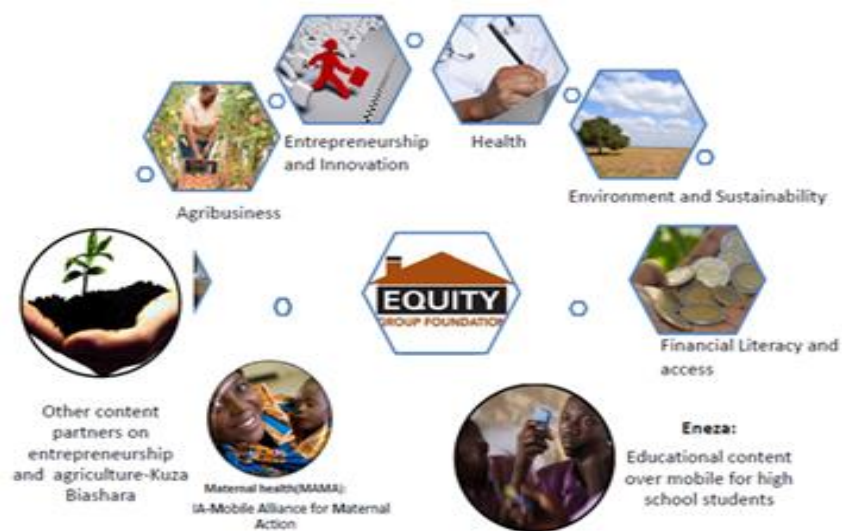 Entrepreneurship
and Innovation
Health
Environment and Sustainability
Agribusiness
EQUITY
GROUP FOUNDATION
Financial Literacy and
access
Other content
partners on
entrepreneurship
and agriculture-Kuza
Biashara
Maternal health(MAMA):
IA-Mobile Alliance for Maternal
Action
Eneza:
Educational content
over mobile for high
school students